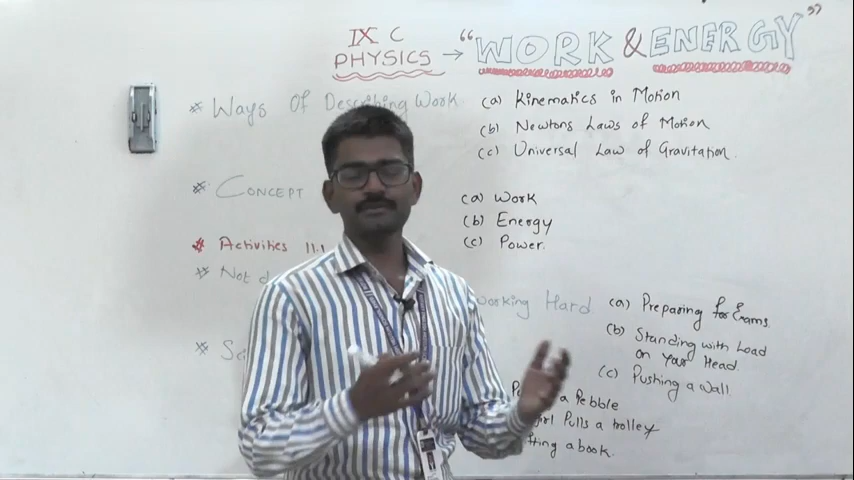 IX C
PHYSICS → "WORK & ENERGY"
* Ways Of Describing Work (a) Kinematics in Motion
(b) Newtons Laws of Motion
(c) Universal Law of Gravitation.
* CONCEPT (a) Work
(b) Energy
(c) Power.
* Activities 11.1
* Not
working Hard (a) Preparing for Exams.
(b) Standing with Load
on Your Head.
(c) Pushing a Wall.
*
a Pebble
Pulls a trolley
a book.